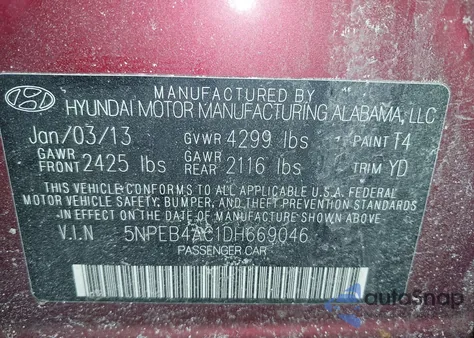 MANUFACTURED BY
HYUNDAI MOTOR MANUFACTURING ALABAMA, LLC
Jan/03/13 GVWR 4299 lbs PAINT T4
GAWR FRONT 2425 lbs GAWR REAR 2116 lbs TRIM YD
THIS VEHICLE CONFORMS TO ALL APPLICABLE U.S.A. FEDERAL
MOTOR VEHICLE SAFETY, BUMPER, AND THEFT PREVENTION
STANDARDS IN EFFECT ON THE DATE OF MANUFACTURE SHOWN ABOVE.
V.I.N 5NPEB4AC1DH669046
PASSENGER CAR
autoSnap